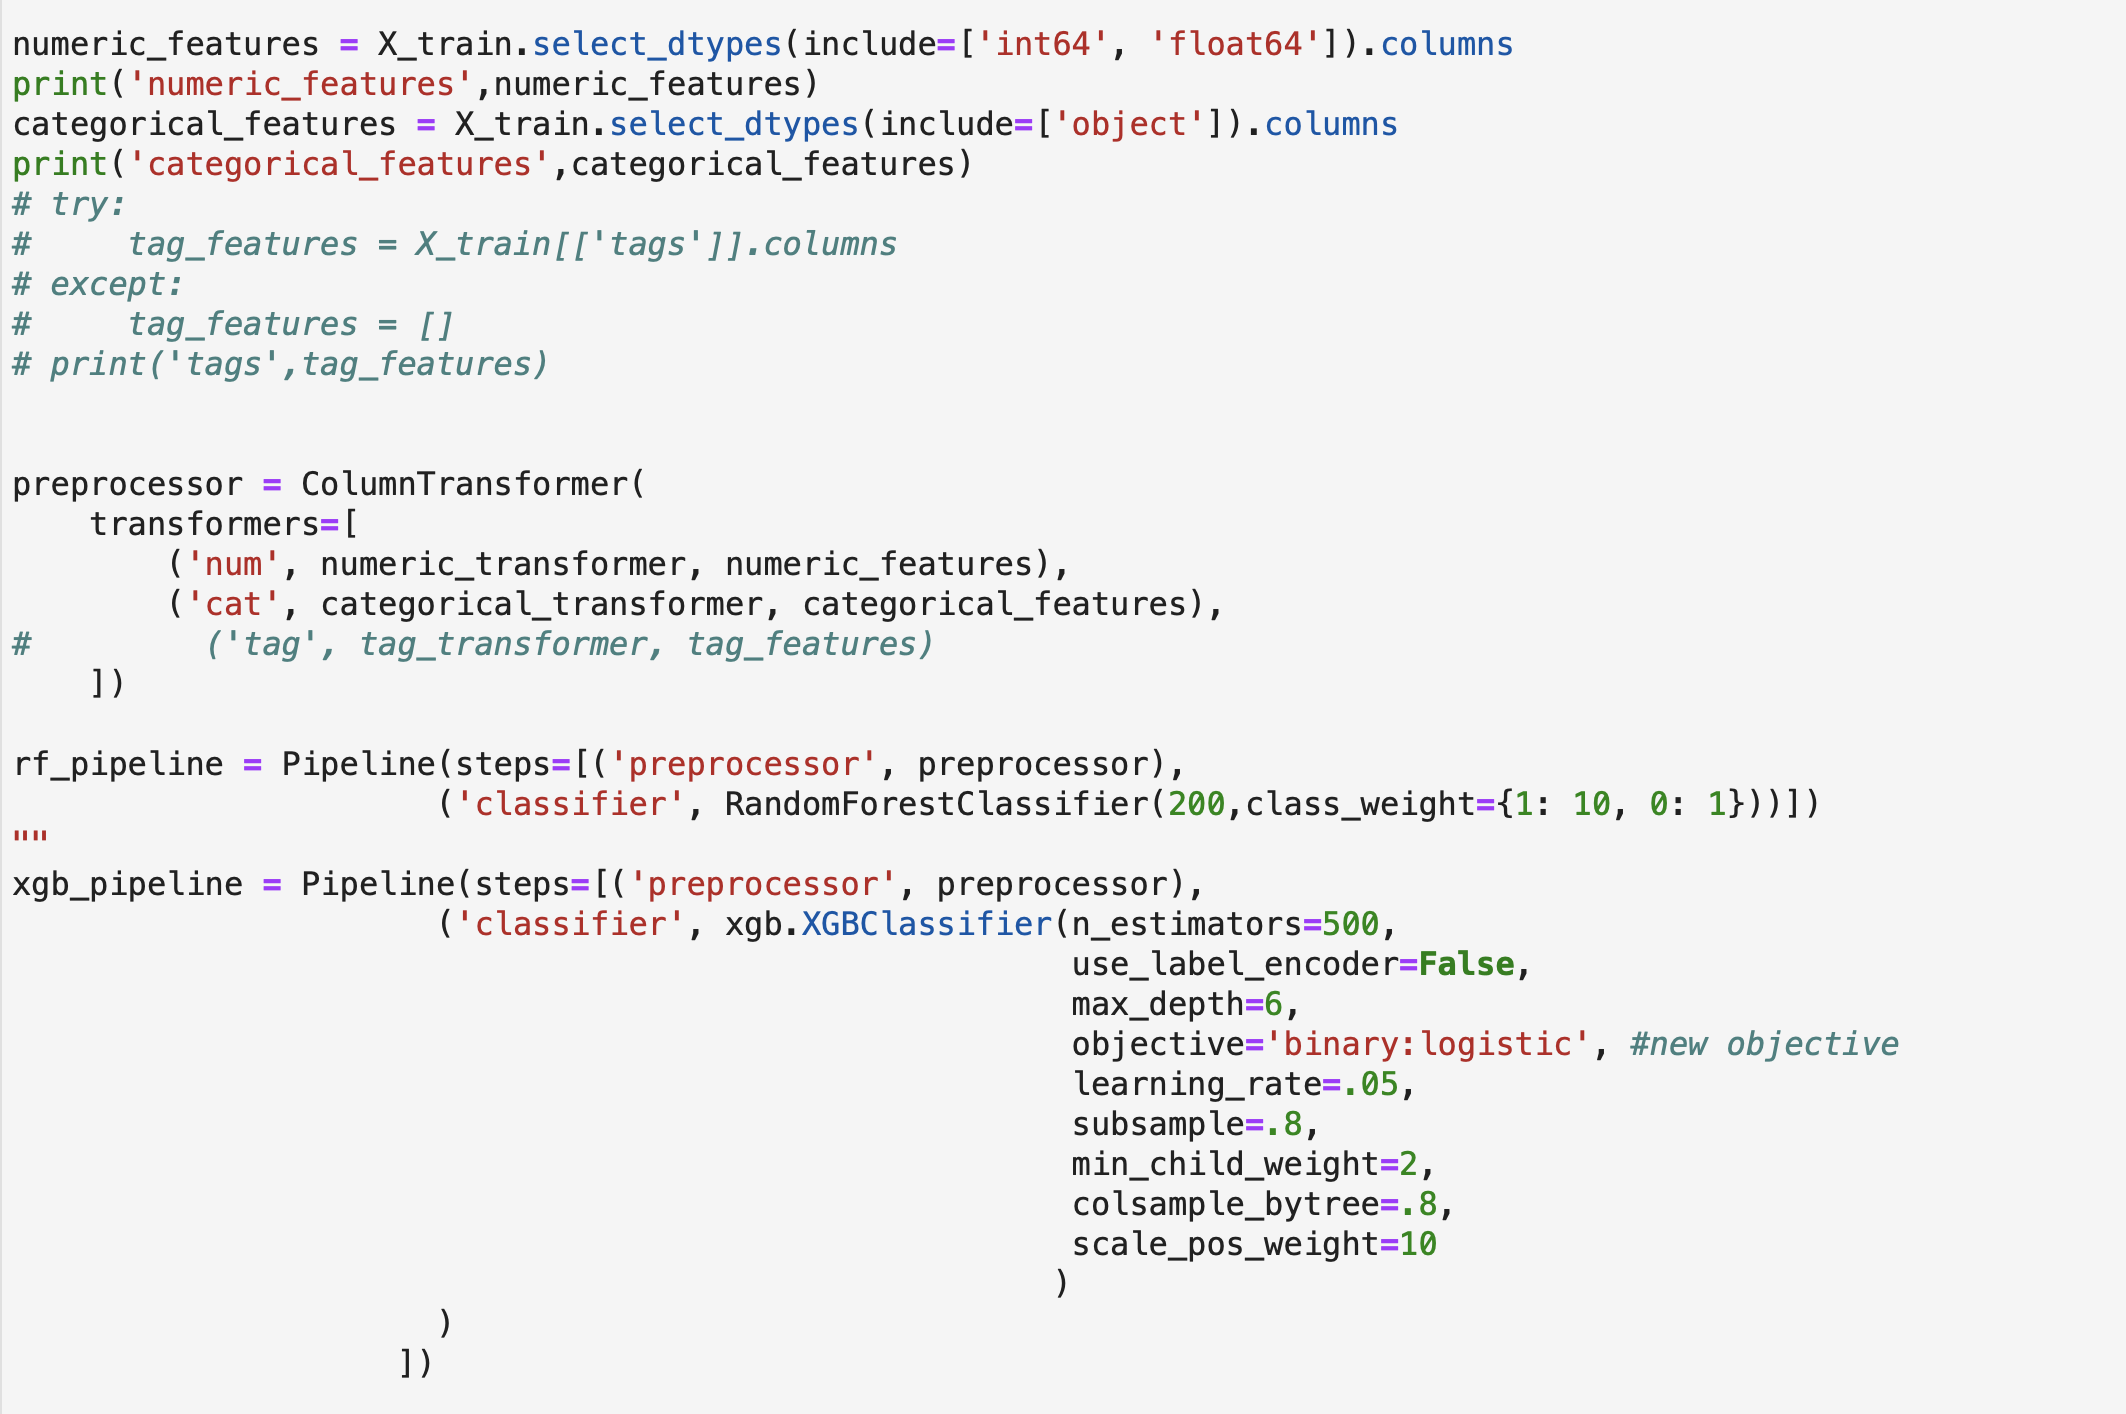 numeric_features = X_train.select_dtypes(include=['int64', 'float64']).columns
print('numeric_features',numeric_features)
categorical_features = X_train.select_dtypes(include=['object']).columns
print('categorical_features',categorical_features)
# try:
#     tag_features = X_train[['tags']].columns
# except:
#     tag_features = []
# print('tags',tag_features)
preprocessor = ColumnTransformer(
    transformers=[
        ('num', numeric_transformer, numeric_features),
        ('cat', categorical_transformer, categorical_features),
#         ('tag', tag_transformer, tag_features)
    ])
rf_pipeline = Pipeline(steps=[('preprocessor', preprocessor),
                      ('classifier', RandomForestClassifier(200,class_weight={1: 10, 0: 1}))])
""
xgb_pipeline = Pipeline(steps=[('preprocessor', preprocessor),
                      ('classifier', xgb.XGBClassifier(n_estimators=500,
                                                       use_label_encoder=False,
                                                       max_depth=6,
                                                       objective='binary:logistic', #new objective
                                                       learning_rate=.05,
                                                       subsample=.8,
                                                       min_child_weight=2,
                                                       colsample_bytree=.8,
                                                       scale_pos_weight=10
                                                      )
                      )
                    ])